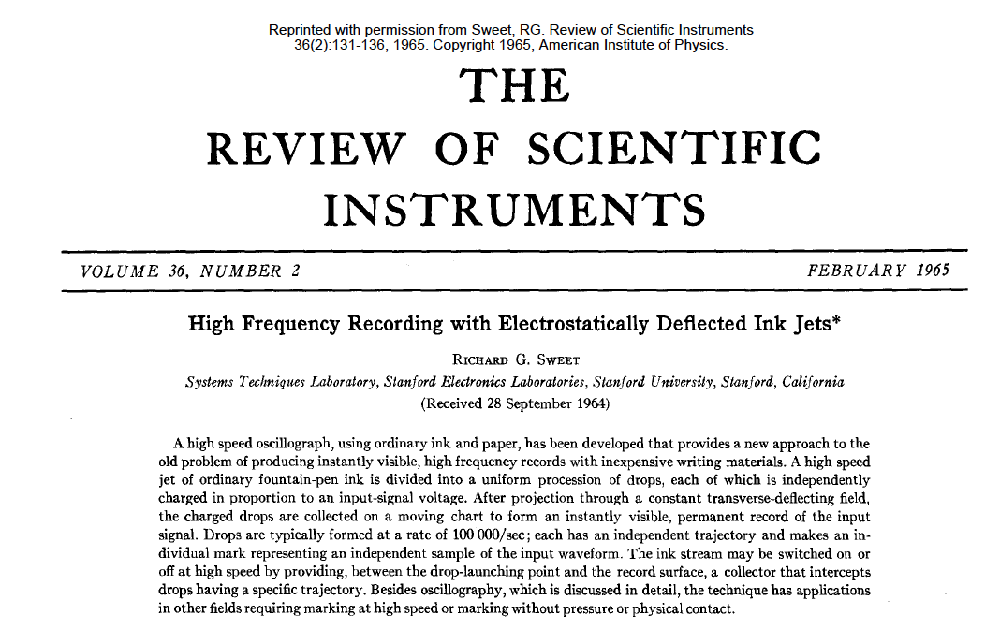 Reprinted with permission from Sweet, RG. Review of Scientific Instruments
36(2):131-136, 1965. Copyright 1965, American Institute of Physics.
THE
REVIEW OF SCIENTIFIC
INSTRUMENTS
VOLUME 36, NUMBER 2 FEBRUARY 1965
High Frequency Recording with Electrostatically Deflected Ink Jets*
RICHARD G. SWEET
Systems Techniques Laboratory, Stanford Electronics Laboratories, Stanford University, Stanford, California
(Received 28 September 1964)
A high speed oscillograph, using ordinary ink and paper, has been developed that provides a new approach to the
old problem of producing instantly visible, high frequency records with inexpensive writing materials. A high speed
jet of ordinary fountain-pen ink is divided into a uniform procession of drops, each of which is independently
charged in proportion to an input-signal voltage. After projection through a constant transverse-deflecting field,
the charged drops are collected on a moving chart to form an instantly visible, permanent record of the input
signal. Drops are typically formed at a rate of 100 000/sec; each has an independent trajectory and makes an in-
dividual mark representing an independent sample of the input waveform. The ink stream may be switched on or
off at high speed by providing, between the drop-launching point and the record surface, a collector that intercepts
drops having a specific trajectory. Besides oscillography, which is discussed in detail, the technique has applications
in other fields requiring marking at high speed or marking without pressure or physical contact.